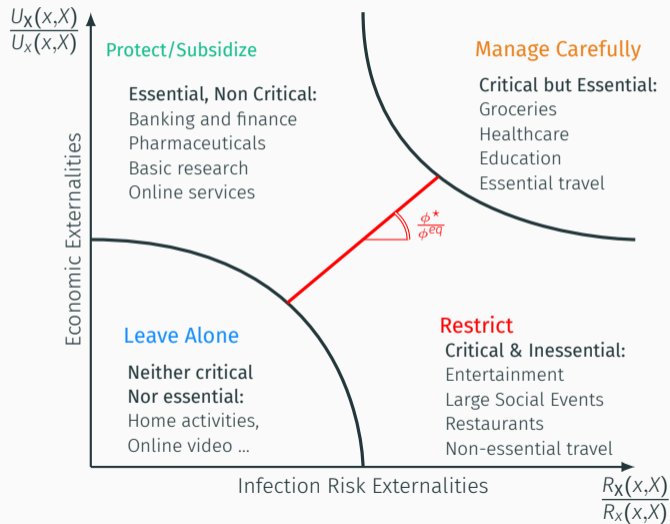 U_X(x,X)
U_x(x,X)
Protect/Subsidize
Essential, Non Critical:
Banking and finance
Pharmaceuticals
Basic research
Online services
Manage Carefully
Critical but Essential:
Groceries
Healthcare
Education
Essential travel
Economic Externalities
ϕ*
ϕ^eq
Leave Alone
Neither critical
Nor essential:
Home activities,
Online video ...
Restrict
Critical & Inessential:
Entertainment
Large Social Events
Restaurants
Non-essential travel
Infection Risk Externalities
R_X(x,X)
R_x(x,X)